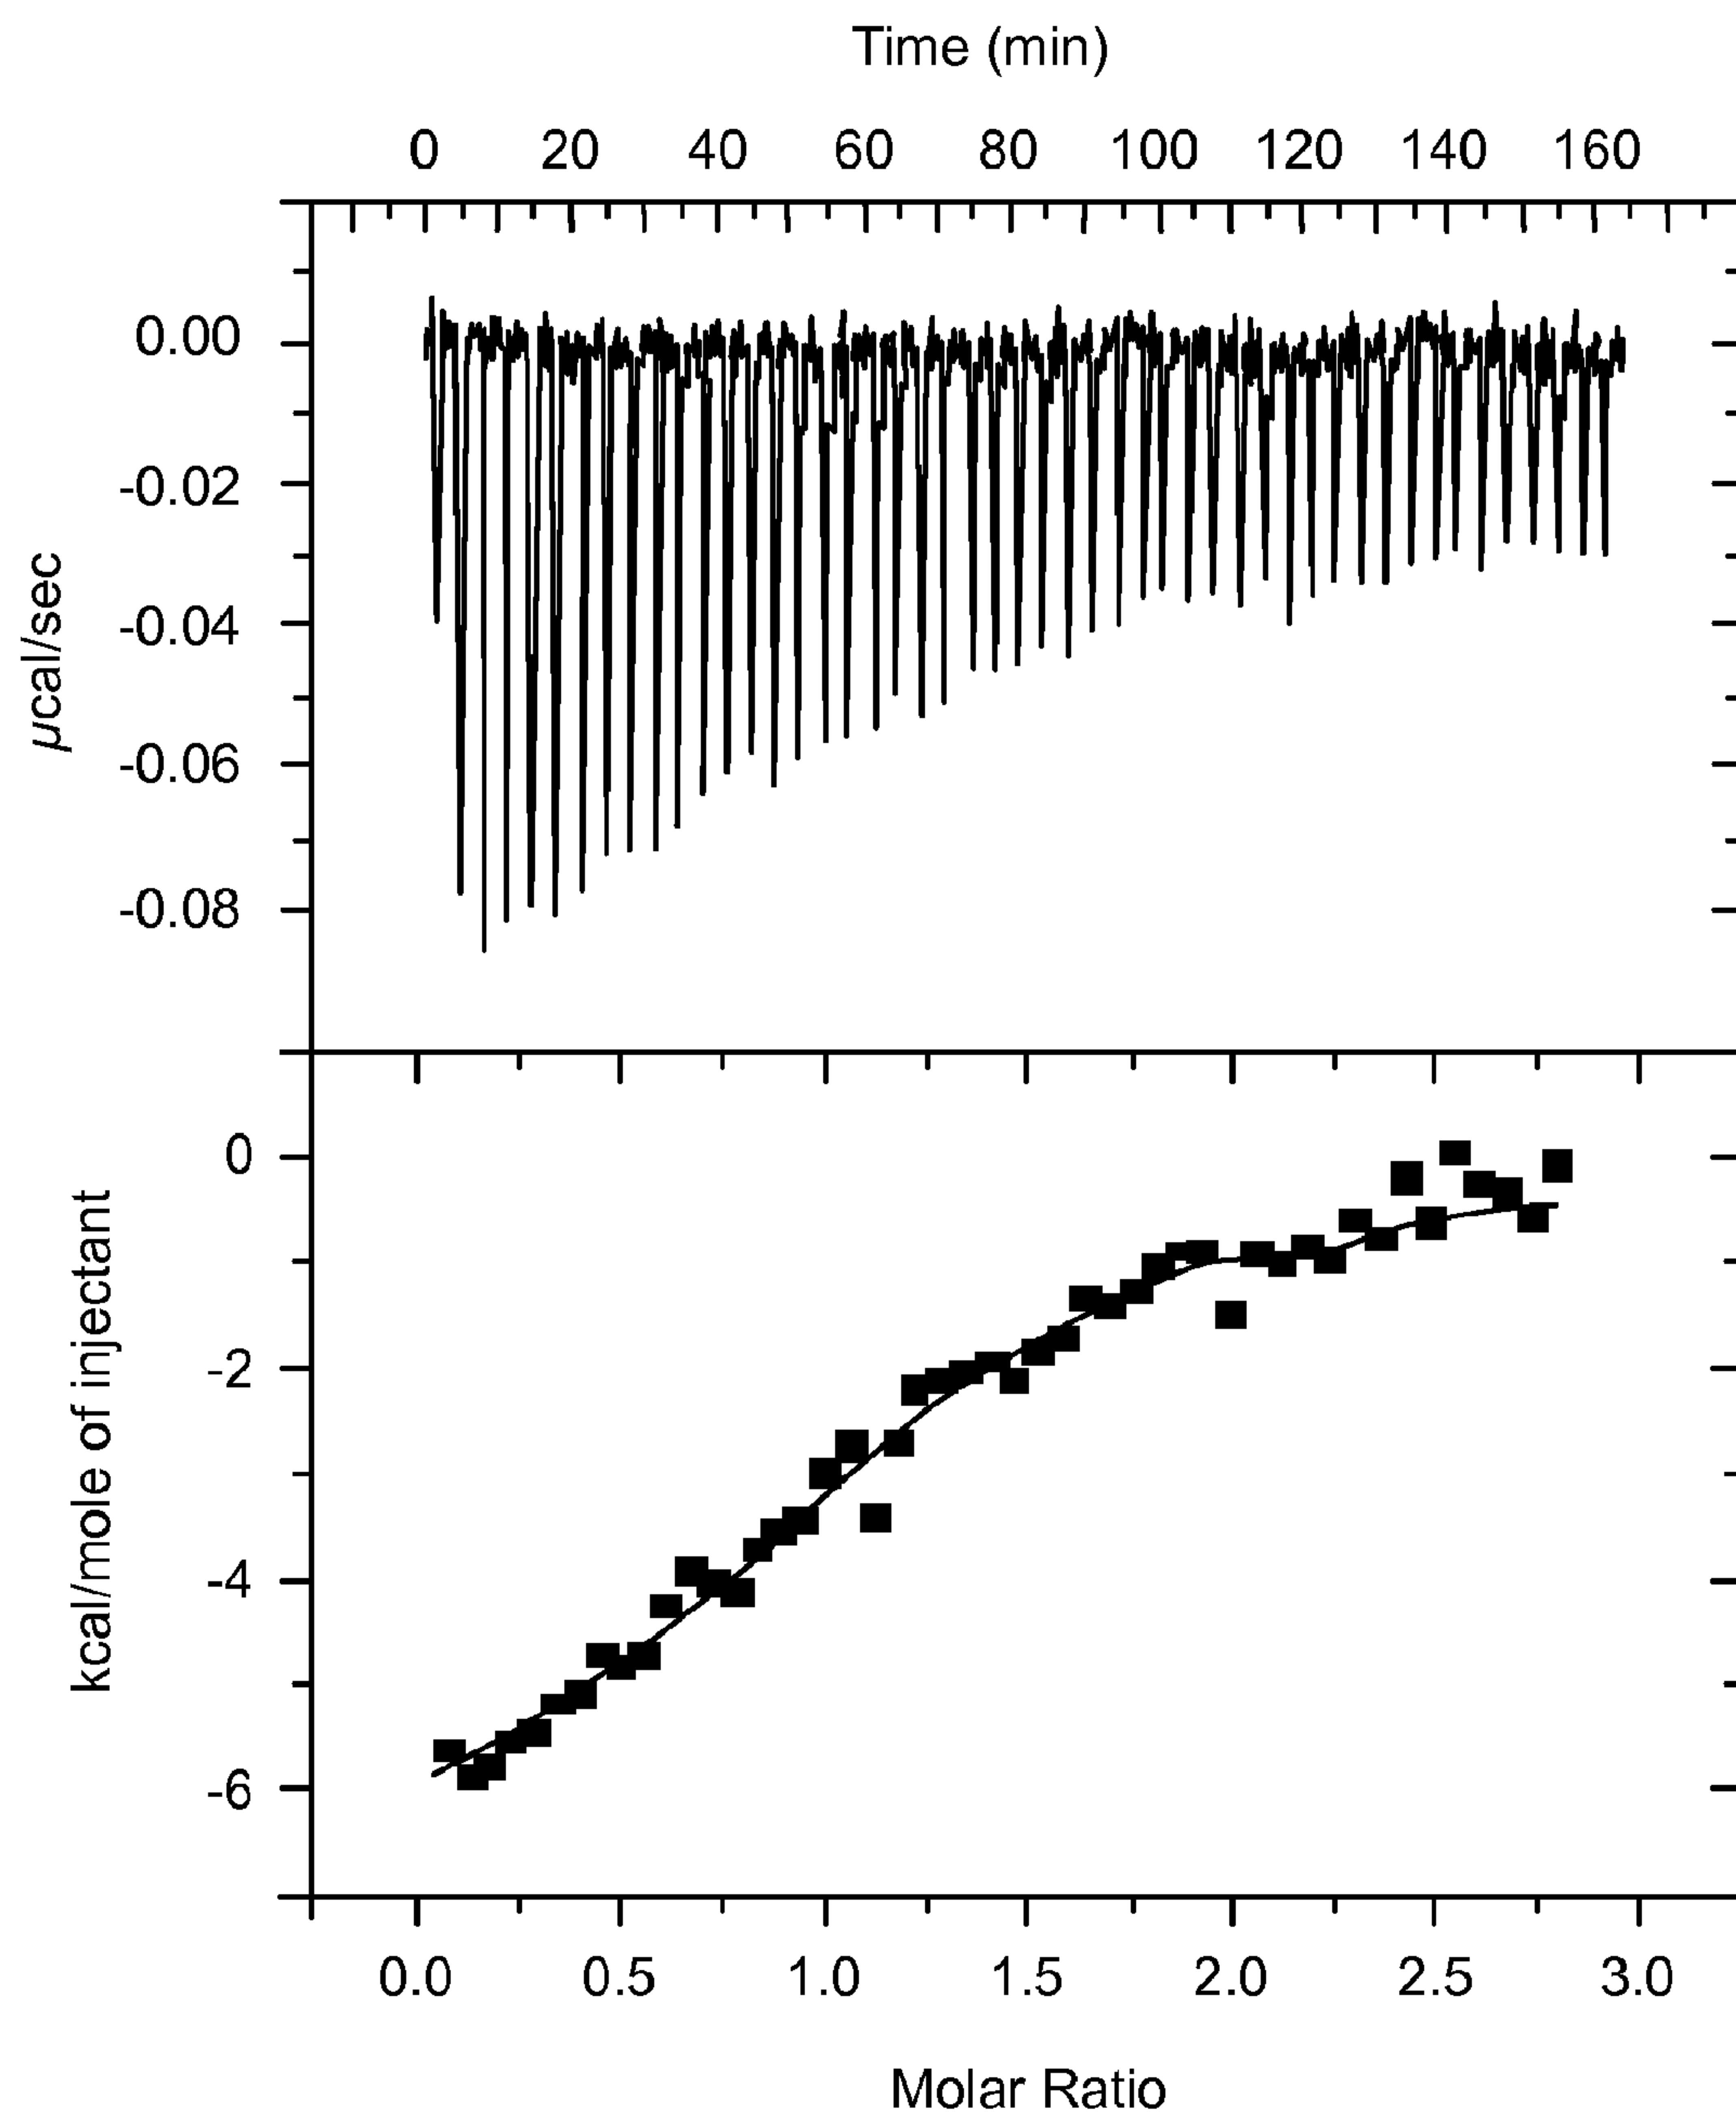 Time (min)
0 20 40 60 80 100 120 140 160
0.00
-0.02
-0.04
-0.06
-0.08
µcal/sec
0
-2
-4
-6
kcal/mole of injectant
0.0 0.5 1.0 1.5 2.0 2.5 3.0
Molar Ratio